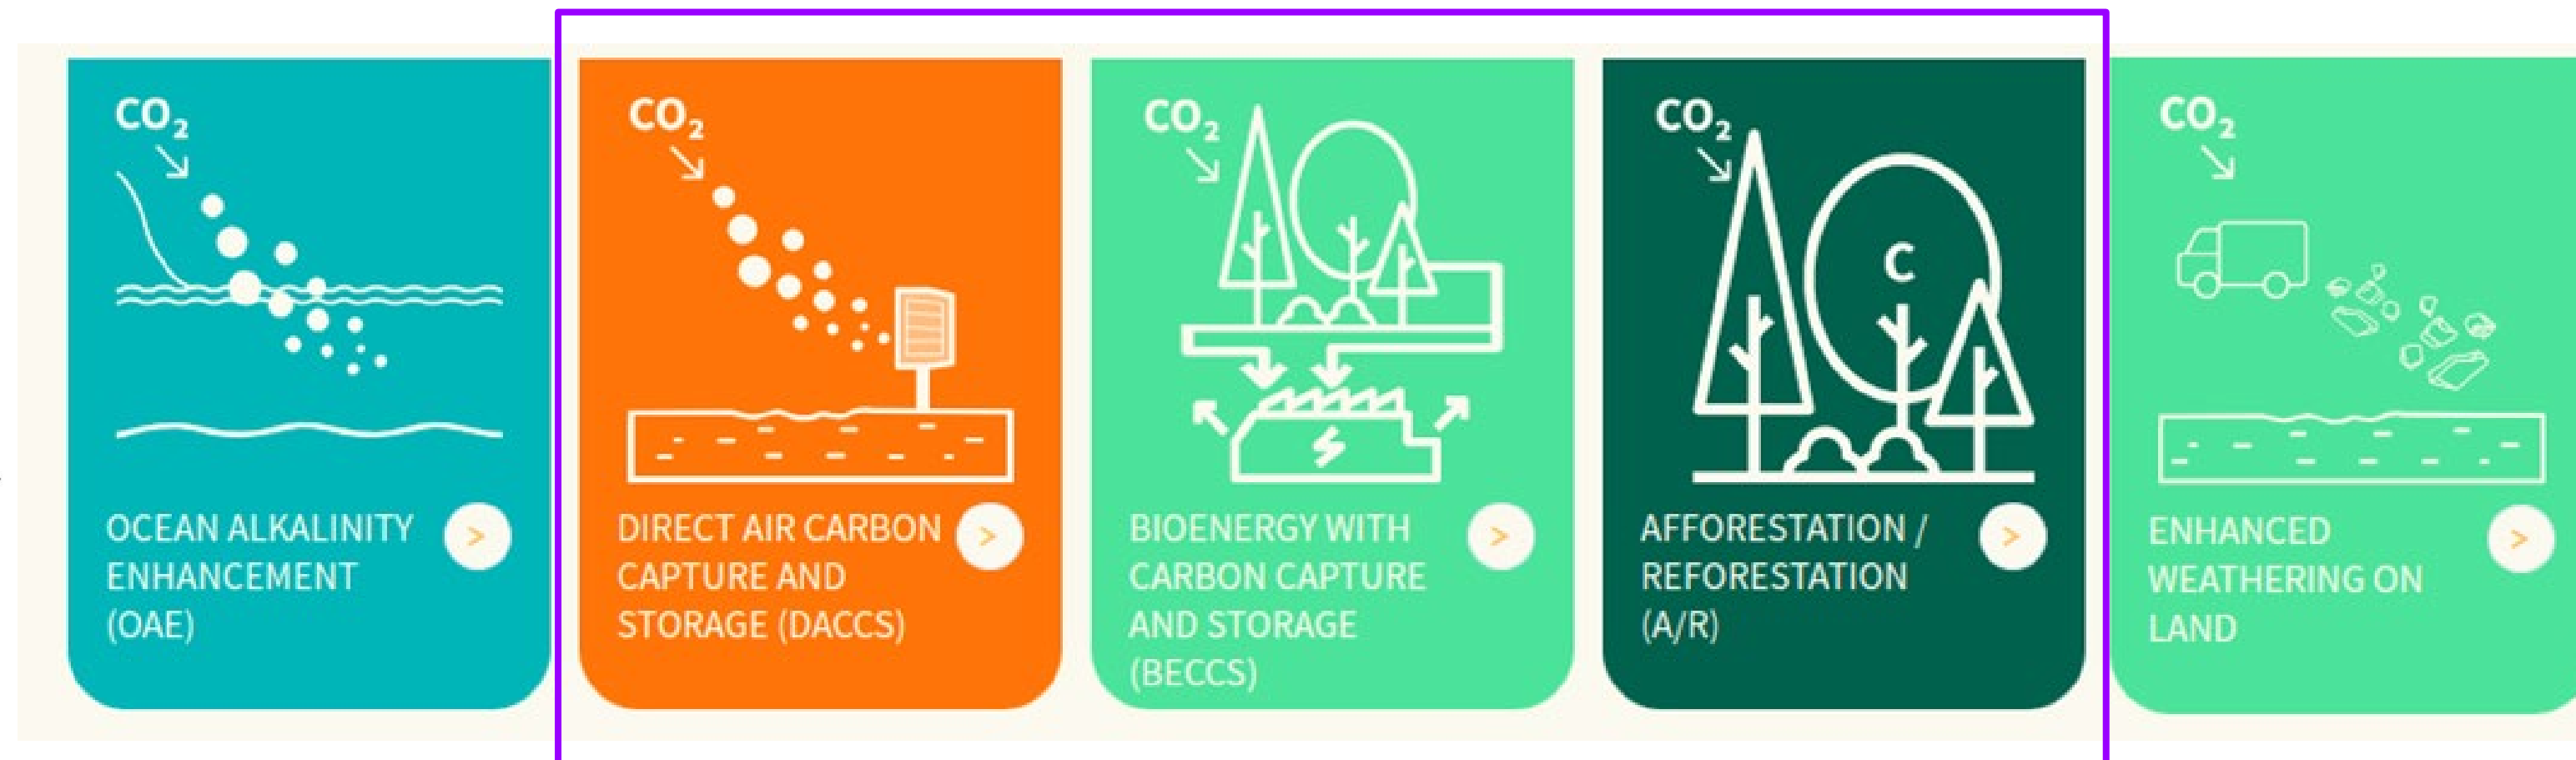 CO₂
OCEAN ALKALINITY
ENHANCEMENT
(OAE)
>
CO₂
DIRECT AIR CARBON
CAPTURE AND
STORAGE (DACCS)
>
CO₂
BIOENERGY WITH
CARBON CAPTURE
AND STORAGE
(BECCS)
>
CO₂
C
AFFORESTATION /
REFORESTATION
(A/R)
>
CO₂
ENHANCED
WEATHERING ON
LAND
>